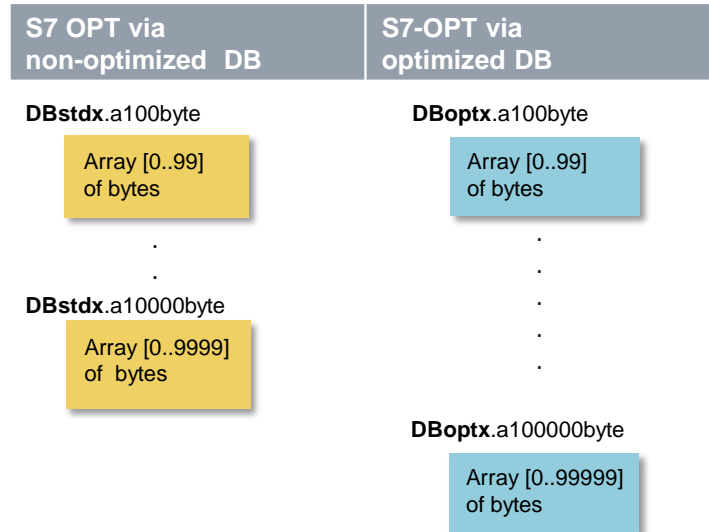 S7 OPT via
non-optimized DB
S7-OPT via
optimized DB
DBstdx.a100byte
Array [0..99]
of bytes
.
.
DBstdx.a10000byte
Array [0..9999]
of bytes
DBoptx.a100byte
Array [0..99]
of bytes
.
.
.
.
.
DBoptx.a100000byte
Array [0..99999]
of bytes